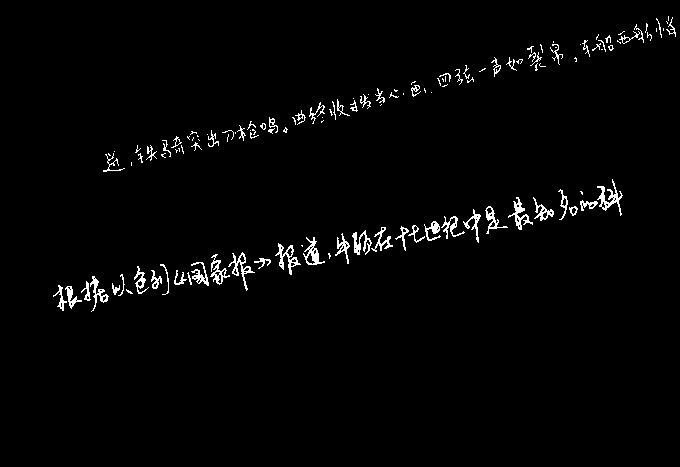 迸,铁骑突出刀枪鸣。曲终收拨当心画,四弦一声如裂帛,东船西舫悄
根据以色列《国家报》报道,牛顿在十七世纪中是最知名的科